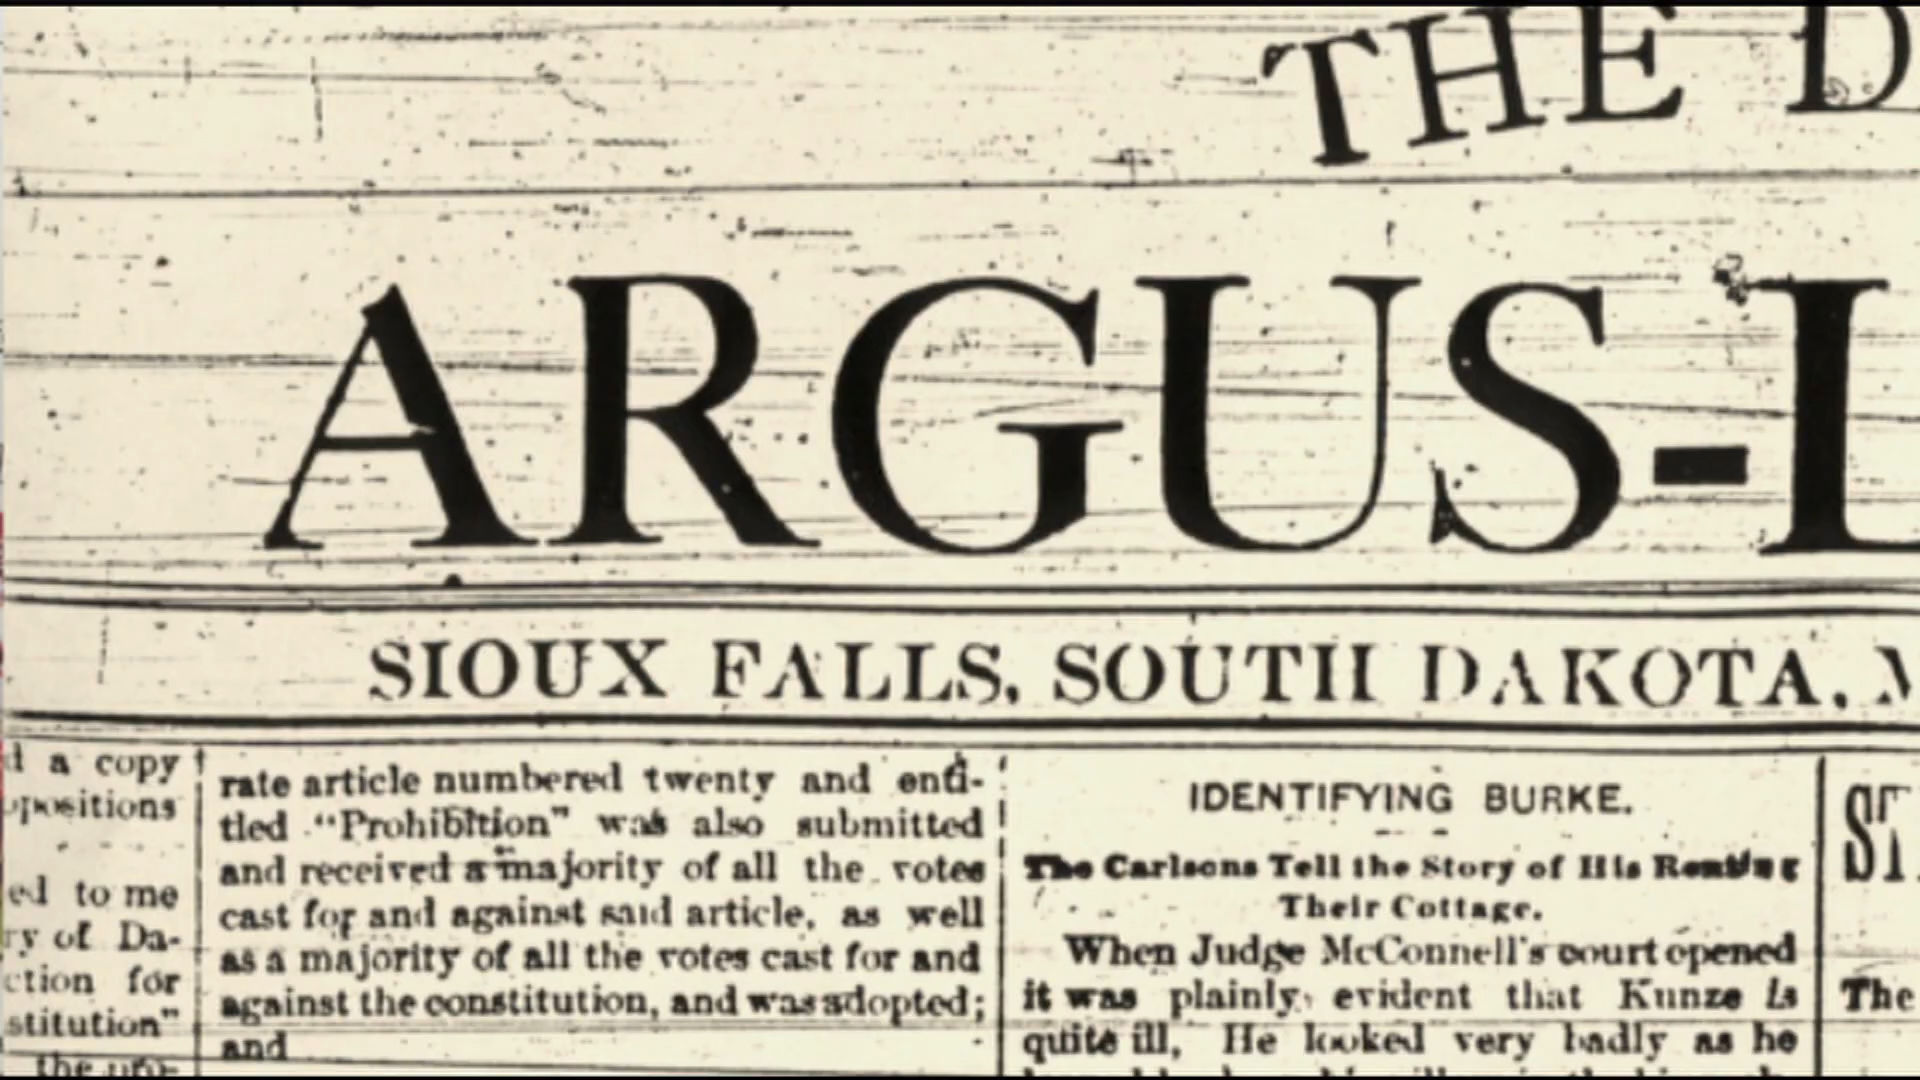 THE D
ARGUS-L
SIOUX FALLS, SOUTH DAKOTA, M
d a copy
opositions
ed to me
ry of Da-
ction for
stitution"
the pro-
rate article numbered twenty and enti-
tled "Prohibition" was also submitted
and received a majority of all the votes
cast for and against said article, as well
as a majority of all the votes cast for and
against the constitution, and was adopted;
and
IDENTIFYING BURKE.
The Carlsons Tell the Story of His Renting
Their Cottage.
When Judge McConnell's court opened
it was plainly evident that Kunze is
quite ill. He looked very badly as he
ST
The